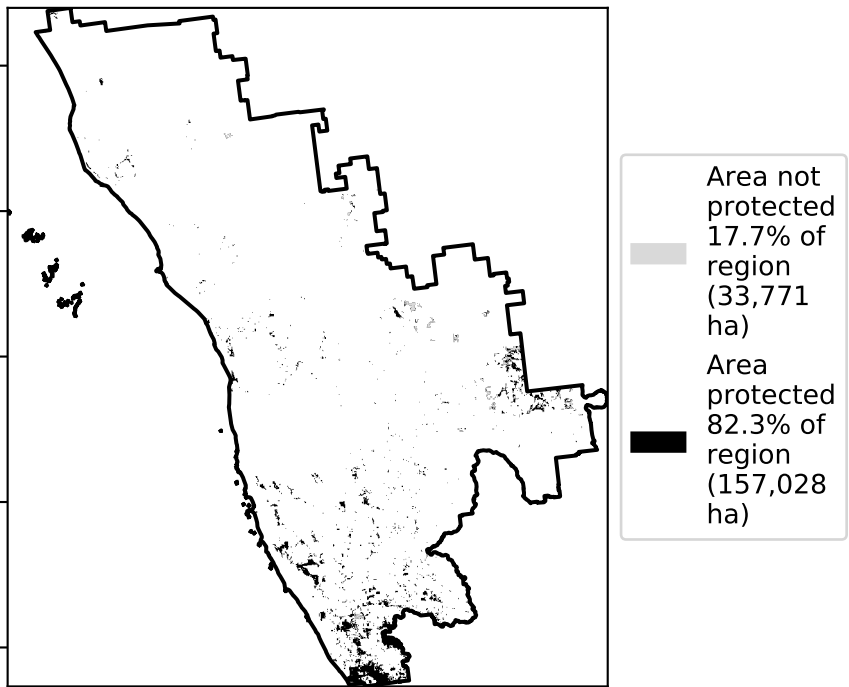 Area not
protected
17.7% of
region
(33,771
ha)
Area
protected
82.3% of
region
(157,028
ha)